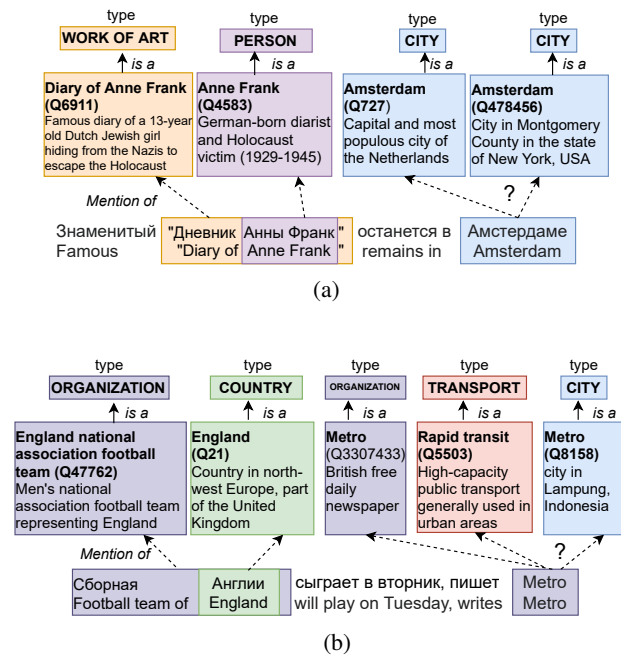 type type type type
WORK OF ART PERSON CITY CITY
is a is a is a is a
Diary of Anne Frank
(Q6911)
Famous diary of a 13-year
old Dutch Jewish girl
hiding from the Nazis to
escape the Holocaust
Anne Frank
(Q4583)
German-born diarist
and Holocaust
victim (1929-1945)
Amsterdam
(Q727)
Capital and most
populous city of
the Netherlands
Amsterdam
(Q478456)
City in Montgomery
County in the state
of New York, USA
Mention of ?
Знаменитый "Дневник Анны Франк" останется в Амстердаме
Famous "Diary of Anne Frank" remains in Amsterdam
(a)
type type type type type
ORGANIZATION COUNTRY ORGANIZATION TRANSPORT CITY
is a is a is a is a is a
England national
association football
team (Q47762)
Men's national
association football team
representing England
England
(Q21)
Country in north-
west Europe, part
of the United
Kingdom
Metro
(Q3307433)
British free
daily
newspaper
Rapid transit
(Q5503)
High-capacity
public transport
generally used in
urban areas
Metro
(Q8158)
city in
Lampung,
Indonesia
Mention of ?
Сборная Англии сыграет в вторник, пишет Metro
Football team of England will play on Tuesday, writes Metro
(b)